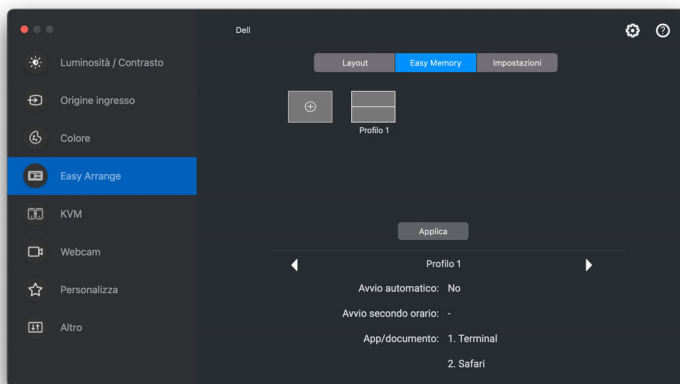 Dell
Luminosità / Contrasto
Origine ingresso
Colore
Easy Arrange
KVM
Webcam
Personalizza
Altro
Layout Easy Memory Impostazioni
Profilo 1
Applica
Profilo 1
Avvio automatico: No
Avvio secondo orario: -
App/documento: 1. Terminal
2. Safari